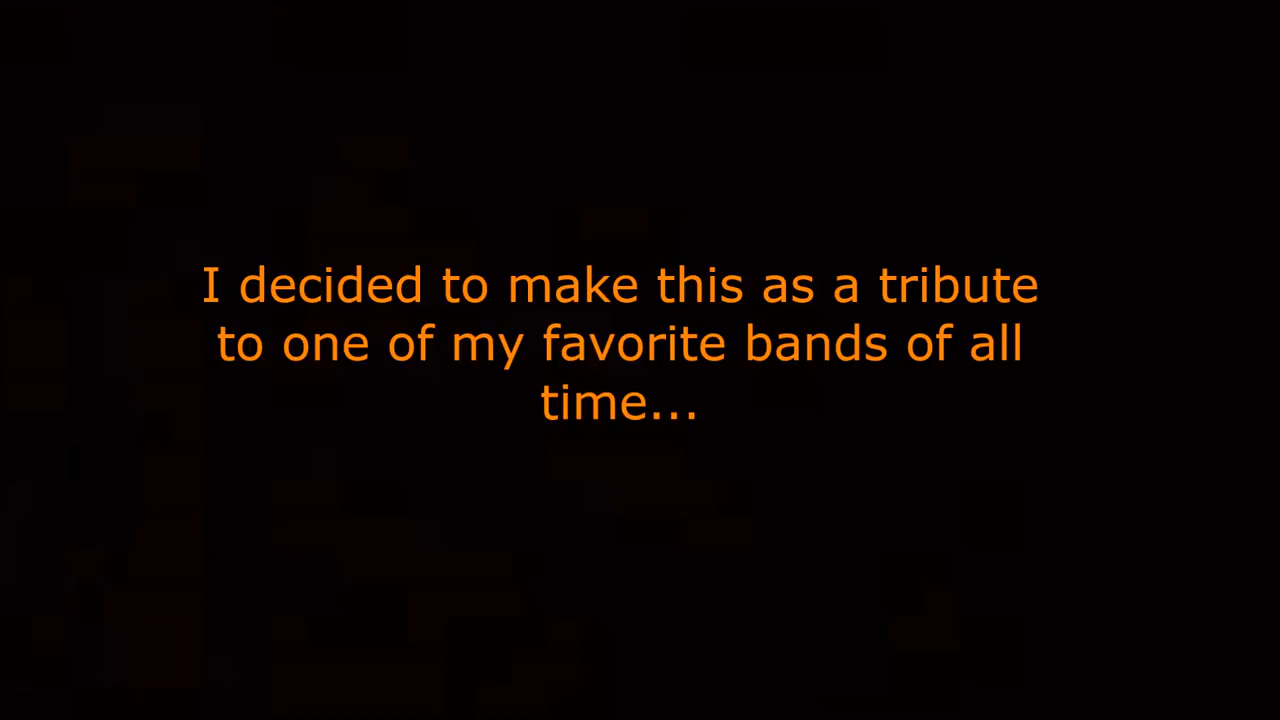 I decided to make this as a tribute
to one of my favorite bands of all
time...